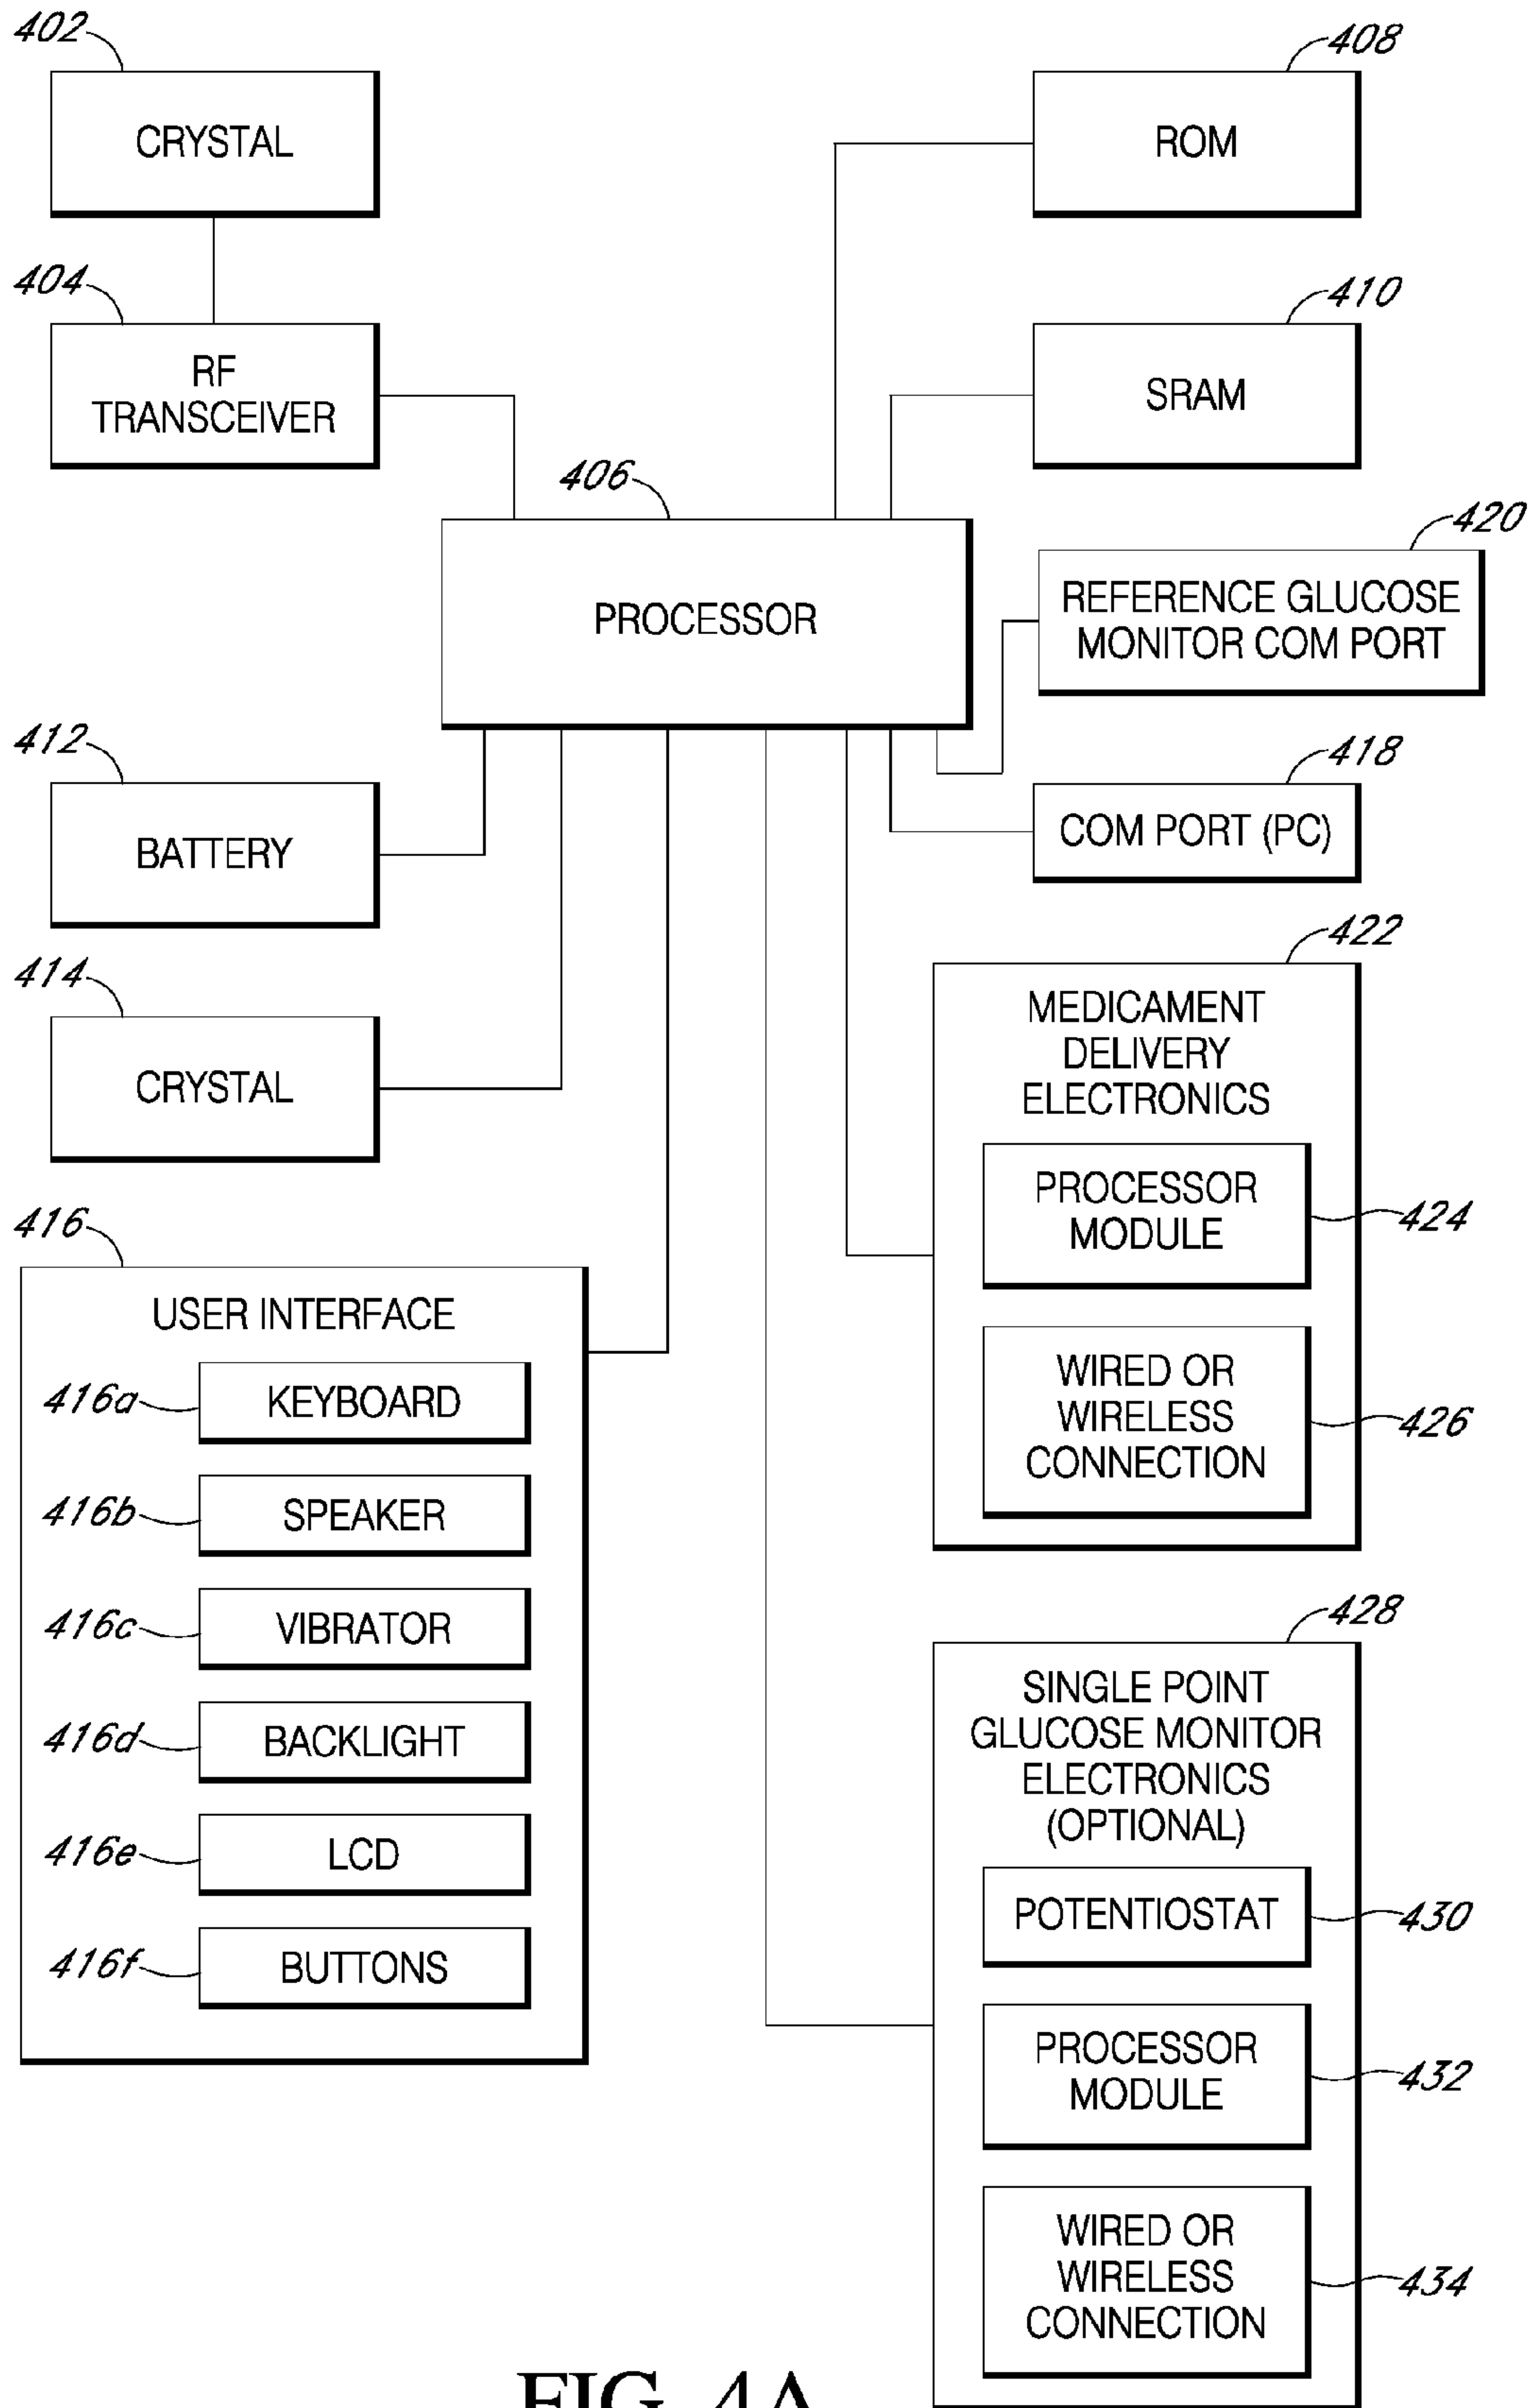 402
CRYSTAL
404
RF
TRANSCEIVER
406
PROCESSOR
408
ROM
410
SRAM
420
REFERENCE GLUCOSE
MONITOR COM PORT
418
COM PORT (PC)
412
BATTERY
414
CRYSTAL
416
USER INTERFACE
416a
KEYBOARD
416b
SPEAKER
416c
VIBRATOR
416d
BACKLIGHT
416e
LCD
416f
BUTTONS
422
MEDICAMENT
DELIVERY
ELECTRONICS
PROCESSOR
MODULE
424
WIRED OR
WIRELESS
CONNECTION
426
428
SINGLE POINT
GLUCOSE MONITOR
ELECTRONICS
(OPTIONAL)
POTENTIOSTAT
430
PROCESSOR
MODULE
432
WIRED OR
WIRELESS
CONNECTION
434
FIG. 4A